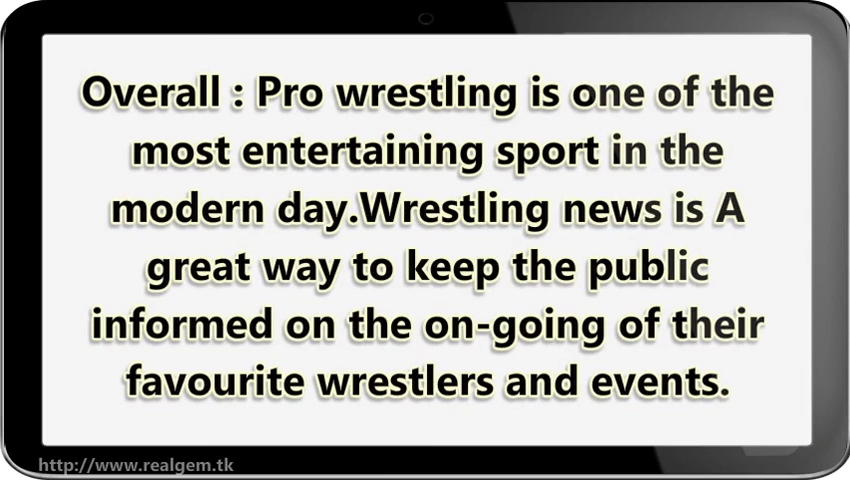 Overall : Pro wrestling is one of the
most entertaining sport in the
modern day.Wrestling news is A
great way to keep the public
informed on the on-going of their
favourite wrestlers and events.
http://www.realgem.tk